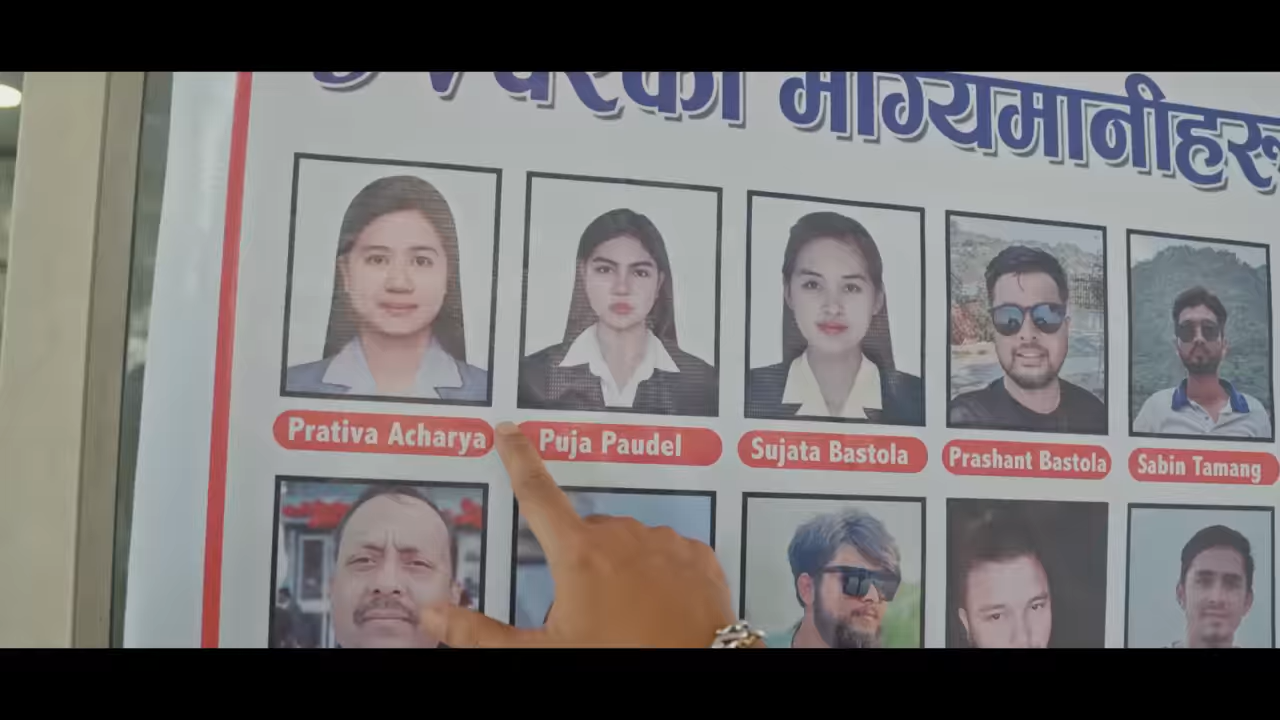 भाग्यमानीहरू
Prativa Acharya
Puja Paudel
Sujata Bastola
Prashant Bastola
Sabin Tamang